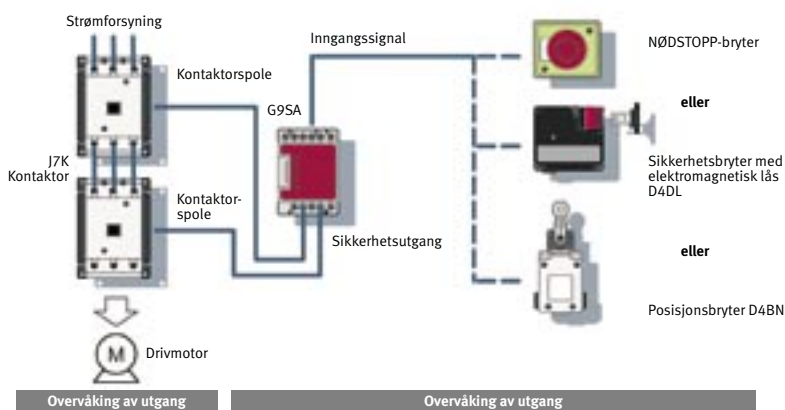 Strømforsyning
Inngangssignal
NØDSTOPP-bryter
Kontaktorspole
G9SA
eller
J7K
Kontaktor
Sikkerhetsbryter med
elektromagnetisk lås
D4DL
Kontaktor-
spole
Sikkerhetsutgang
eller
Posisjonsbryter D4BN
M
Drivmotor
Overvåking av utgang
Overvåking av utgang